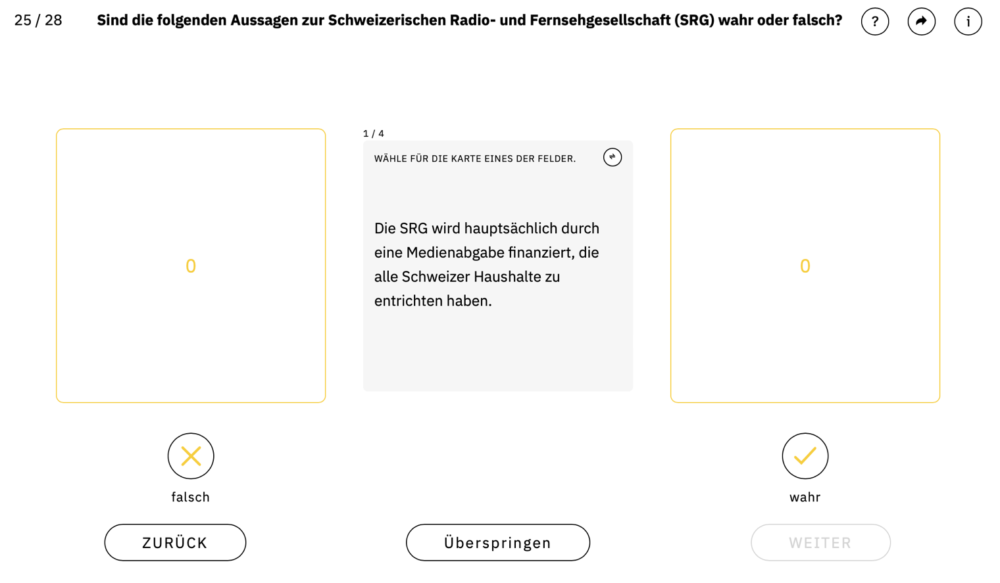 25 / 28
Sind die folgenden Aussagen zur Schweizerischen Radio- und Fernsehgesellschaft (SRG) wahr oder falsch?
?
i
1 / 4
WÄHLE FÜR DIE KARTE EINES DER FELDER.
Die SRG wird hauptsächlich durch
eine Medienabgabe finanziert, die
alle Schweizer Haushalte zu
entrichten haben.
0
0
falsch
wahr
ZURÜCK
Überspringen
WEITER